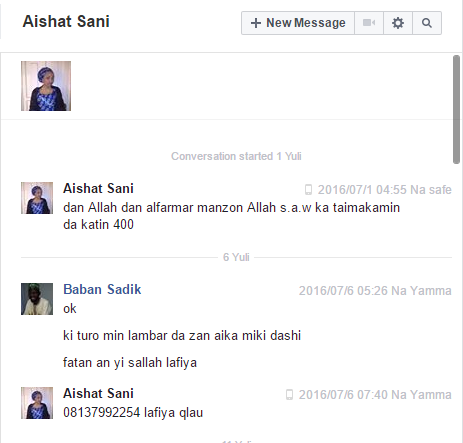 Aishat Sani
+ New Message
Conversation started 1 Yuli
Aishat Sani
2016/07/1 04:55 Na safe
dan Allah dan alfarmar manzon Allah s.a.w ka taimakamin
da katin 400
6 Yuli
Baban Sadik
2016/07/6 05:26 Na Yamma
ok
ki turo min lambar da zan aika miki dashi
fatan an yi sallah lafiya
Aishat Sani
2016/07/6 07:40 Na Yamma
08137992254 lafiya qlau